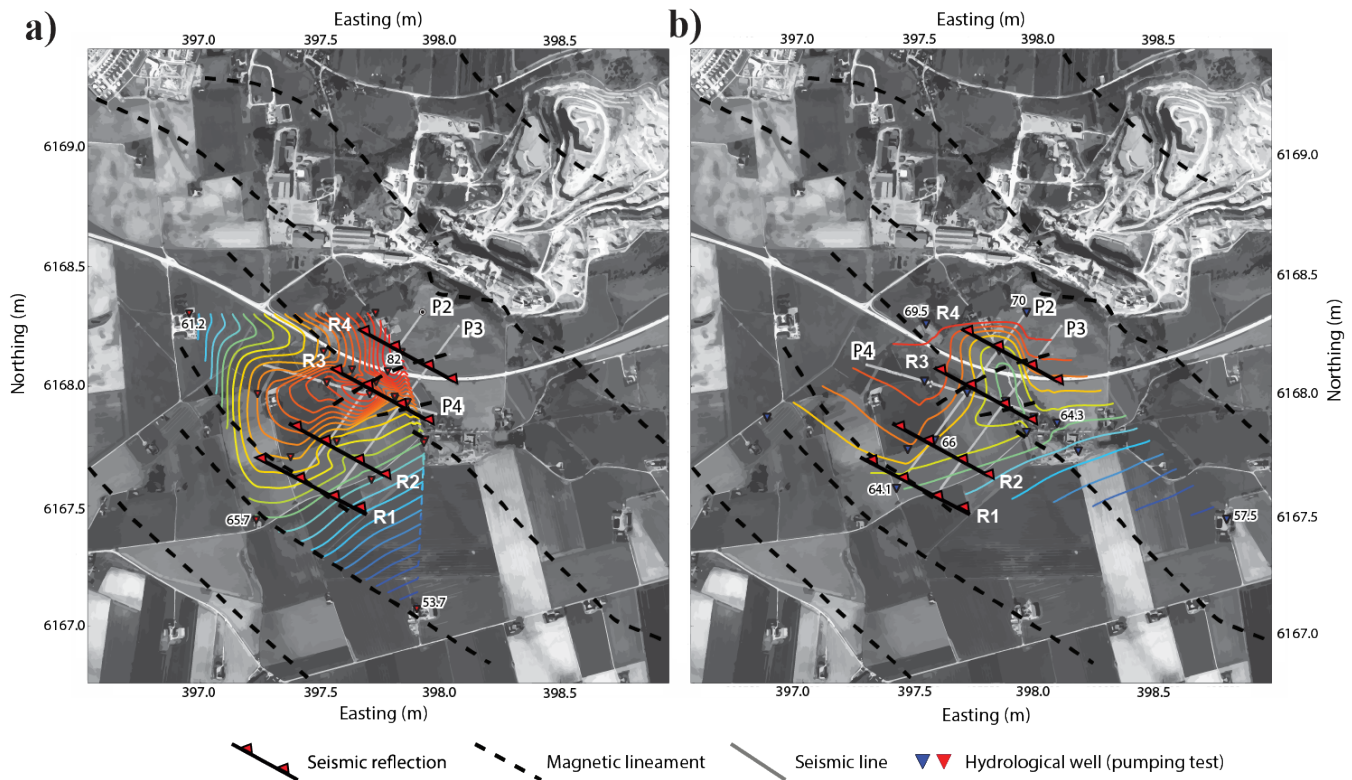 a)
Easting (m)
397.0 397.5 398.0 398.5
b)
Easting (m)
397.0 397.5 398.0 398.5
Northing (m)
6169.0
6168.5
6168.0
6167.5
6167.0
61.2
R4
P2
P3
R3
82
P4
R2
65.7
R1
53.7
397.0 397.5 398.0 398.5
Easting (m)
69.5
R4
70
P2
P3
P4
R3
64.3
66
R2
64.1
R1
57.5
6169.0
6168.5
6168.0
6167.5
6167.0
Northing (m)
397.0 397.5 398.0 398.5
Easting (m)
Seismic reflection
Magnetic lineament
Seismic line
Hydrological well (pumping test)